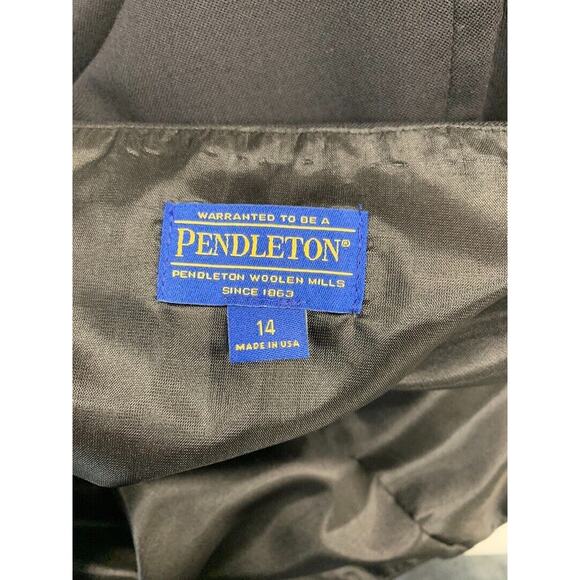 WARRANTED TO BE A
PENDLETON®
PENDLETON WOOLEN MILLS
SINCE 1863
14
MADE IN USA